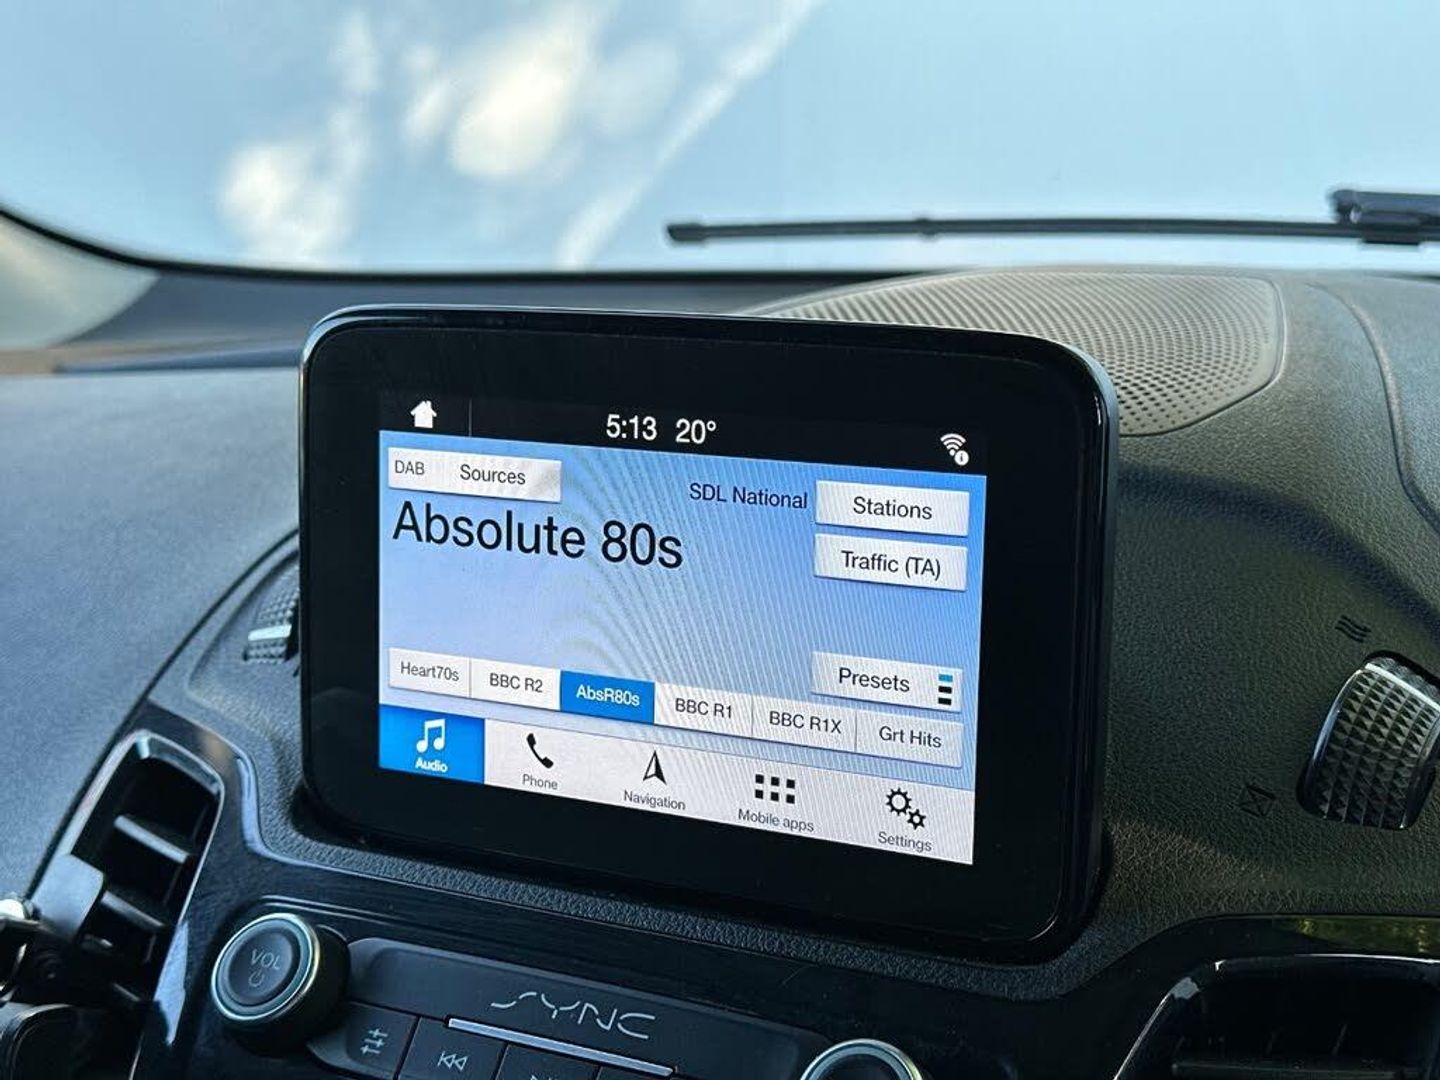 5:13 20°
DAB Sources
SDL National
Stations
Absolute 80s
Traffic (TA)
Presets
Heart70s
BBC R2
AbsR80s
BBC R1
BBC R1X
Grt Hits
Audio
Phone
Navigation
Mobile apps
Settings
VOL
SYNC